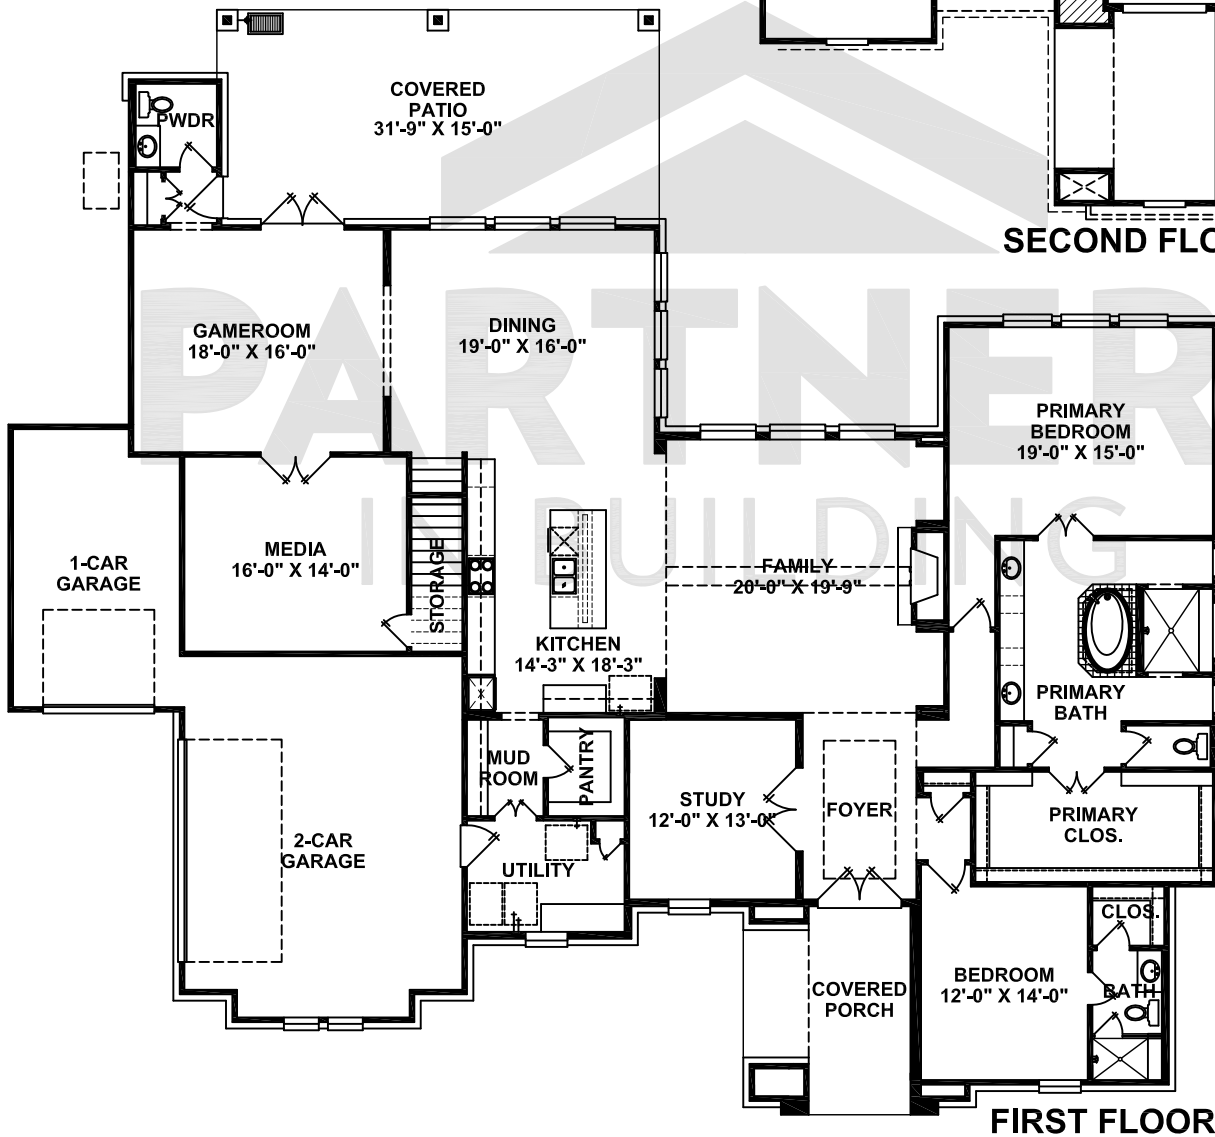 COVERED
PATIO
31'-9" X 15'-0"
PWDR
SECOND FLO
GAMEROOM
18'-0" X 16'-0"
DINING
19'-0" X 16'-0"
PARTNER
IN BUILDING
PRIMARY
BEDROOM
19'-0" X 15'-0"
1-CAR
GARAGE
MEDIA
16'-0" X 14'-0"
STORAGE
FAMILY
20'-0" X 19'-9"
KITCHEN
14'-3" X 18'-3"
PRIMARY
BATH
MUD
ROOM
PANTRY
STUDY
12'-0" X 13'-0"
FOYER
PRIMARY
CLOS.
2-CAR
GARAGE
UTILITY
CLOS.
BEDROOM
12'-0" X 14'-0"
BATH
COVERED
PORCH
FIRST FLOOR